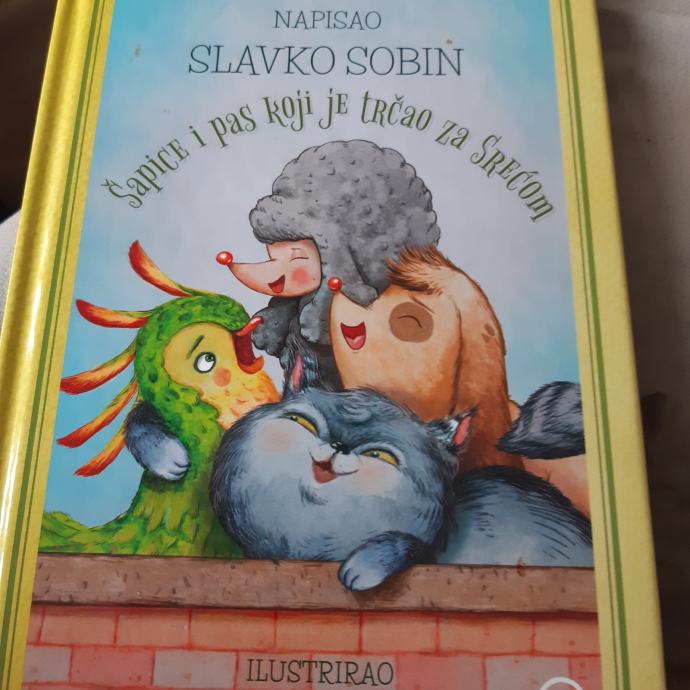 NAPISAO
SLAVKO SOBIN
Šapice i pas koji je trčao za Srećom
ILUSTRIRAO